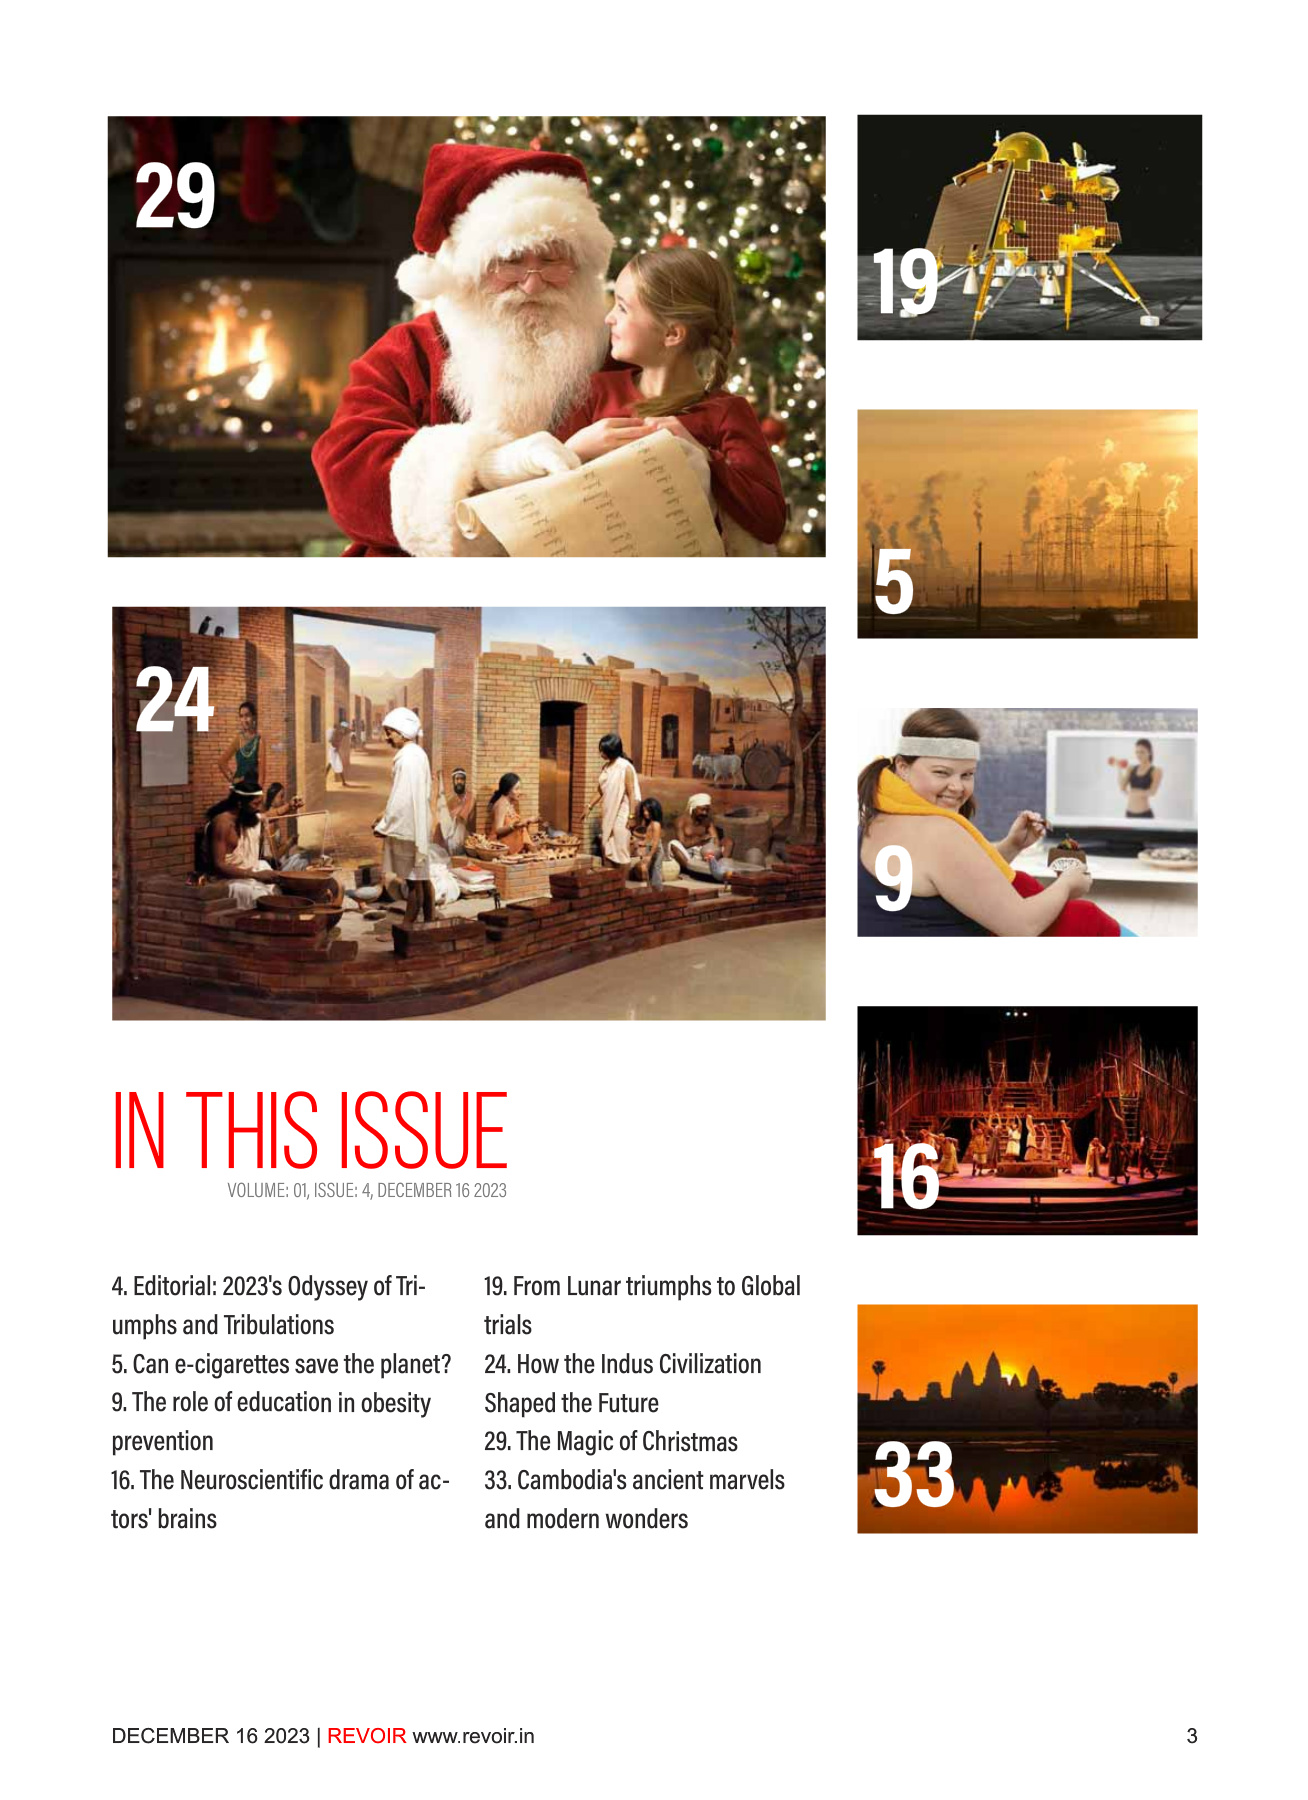 29
19
5
24
9
16
33
IN THIS ISSUE
VOLUME: 01, ISSUE: 4, DECEMBER 16 2023
4. Editorial: 2023's Odyssey of Tri-
umphs and Tribulations
5. Can e-cigarettes save the planet?
9. The role of education in obesity
prevention
16. The Neuroscientific drama of ac-
tors' brains
19. From Lunar triumphs to Global
trials
24. How the Indus Civilization
Shaped the Future
29. The Magic of Christmas
33. Cambodia's ancient marvels
and modern wonders
DECEMBER 16 2023 | REVOIR www.revoir.in
3